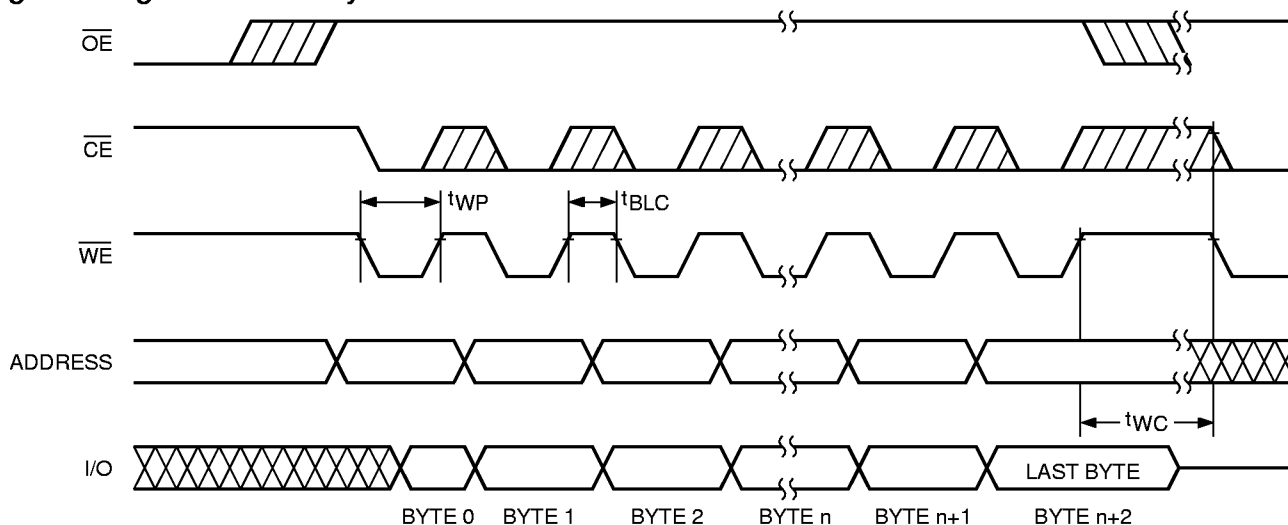 OE
CE
tWP
tBLC
WE
ADDRESS
tWC
I/O
LAST BYTE
BYTE 0 BYTE 1 BYTE 2 BYTE n BYTE n+1 BYTE n+2